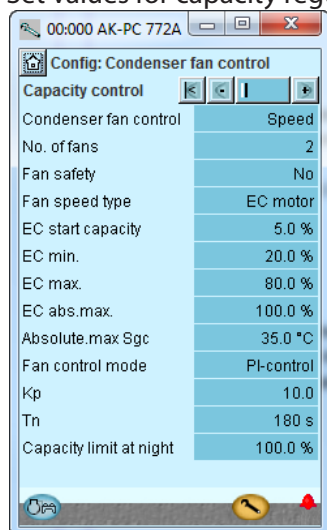 Set values for capacity reg
00:000 AK-PC 772A
Config: Condenser fan control
Capacity control
Condenser fan control Speed
No. of fans 2
Fan safety No
Fan speed type EC motor
EC start capacity 5.0 %
EC min. 20.0 %
EC max. 80.0 %
EC abs.max. 100.0 %
Absolute.max Sgc 35.0 °C
Fan control mode PI-control
Kp 10.0
Tn 180 s
Capacity limit at night 100.0 %